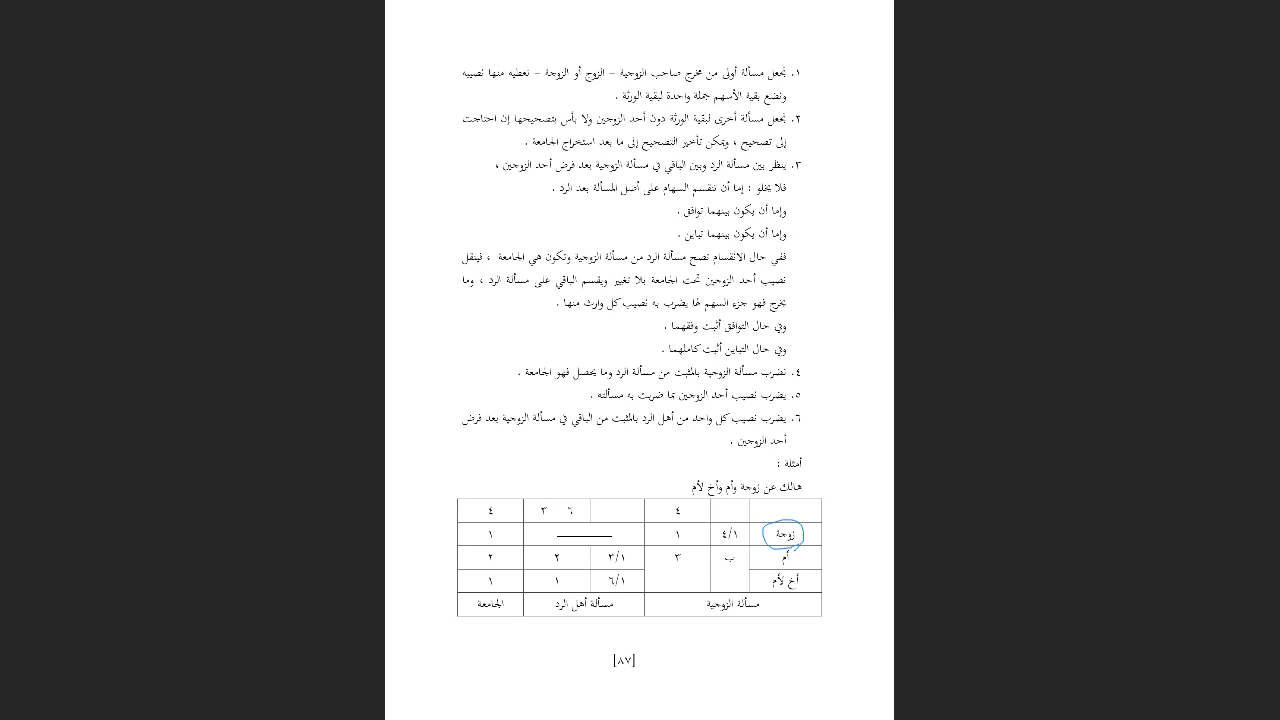 ١. نجعل مسألة أولى من مخرج صاحب الزوجية – الزوج أو الزوجة – نعطيه منها نصيبه
ونضع بقية الأسهم جملة واحدة لبقية الورثة .
٢. نجعل مسألة أخرى لبقية الورثة دون أحد الزوجين ولا بأس بتصحيحها إن احتاجت
إلى تصحيح ، ويمكن تأخير التصحيح إلى ما بعد استخراج الجامعة .
٣. ينظر بين مسألة الرد وبين الباقي في مسألة الزوجية بعد فرض أحد الزوجين ،
فلا يخلو : إما أن تنقسم السهام على أصل المسألة بعد الرد .
وإما أن يكون بينهما توافق .
وإما أن يكون بينهما تباين .
ففي حال الانقسام تصح مسألة الرد من مسألة الزوجية وتكون هي الجامعة ، فينقل
نصيب أحد الزوجين تحت الجامعة بلا تغيير ويقسم الباقي على مسألة الرد ، وما
يخرج فهو جزء السهم لها يضرب به نصيب كل وارث منها .
وفي حال التوافق أثبت وفقهما .
وفي حال التباين أثبت كاملهما .
٤. تضرب مسألة الزوجية بالمثبت من مسألة الرد وما يحصل فهو الجامعة .
٥. يضرب نصيب أحد الزوجين بما ضربت به مسألته .
٦. يضرب نصيب كل واحد من أهل الرد بالمثبت من الباقي في مسألة الزوجية بعد فرض
أحد الزوجين .
أمثلة :
هالك عن زوجة وأم وأخ لأم
٤ ٦ ٣ ٤
زوجة ٤/١ ١ ١
أم ب ٣ ٣/١ ٢ ٢
أخ لأم ٦/١ ١ ١
مسألة الزوجية مسألة أهل الرد الجامعة
[٨٧]